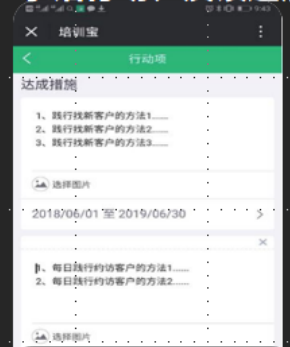 9:43
培训宝
行动项
达成措施
1、践行找新客户的方法1......
2、践行找新客户的方法2......
3、践行找新客户的方法3......
选择图片
2018/06/01 至 2019/06/30
1、每日践行约访客户的方法1......
2、每日践行约访客户的方法2......
选择图片